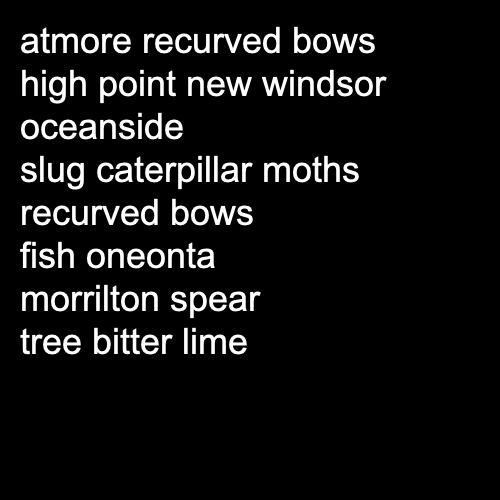 atmore recurved bows
high point new windsor
oceanside
slug caterpillar moths
recurved bows
fish oneonta
morrilton spear
tree bitter lime